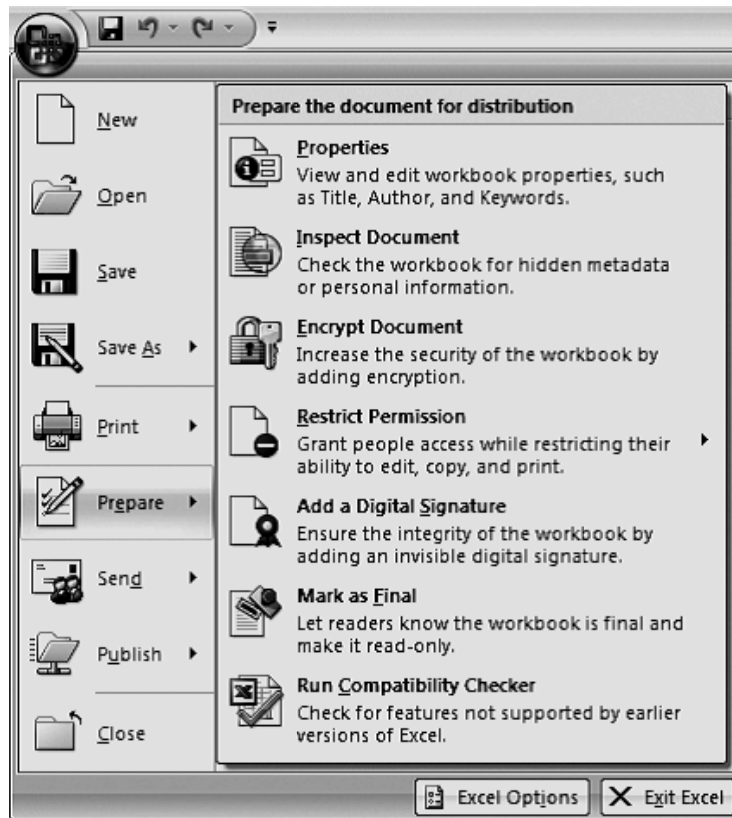 New
Open
Save
Save As
Print
Prepare
Send
Publish
Close
Prepare the document for distribution
Properties
View and edit workbook properties, such
as Title, Author, and Keywords.
Inspect Document
Check the workbook for hidden metadata
or personal information.
Encrypt Document
Increase the security of the workbook by
adding encryption.
Restrict Permission
Grant people access while restricting their
ability to edit, copy, and print.
Add a Digital Signature
Ensure the integrity of the workbook by
adding an invisible digital signature.
Mark as Final
Let readers know the workbook is final and
make it read-only.
Run Compatibility Checker
Check for features not supported by earlier
versions of Excel.
Excel Options
Exit Excel